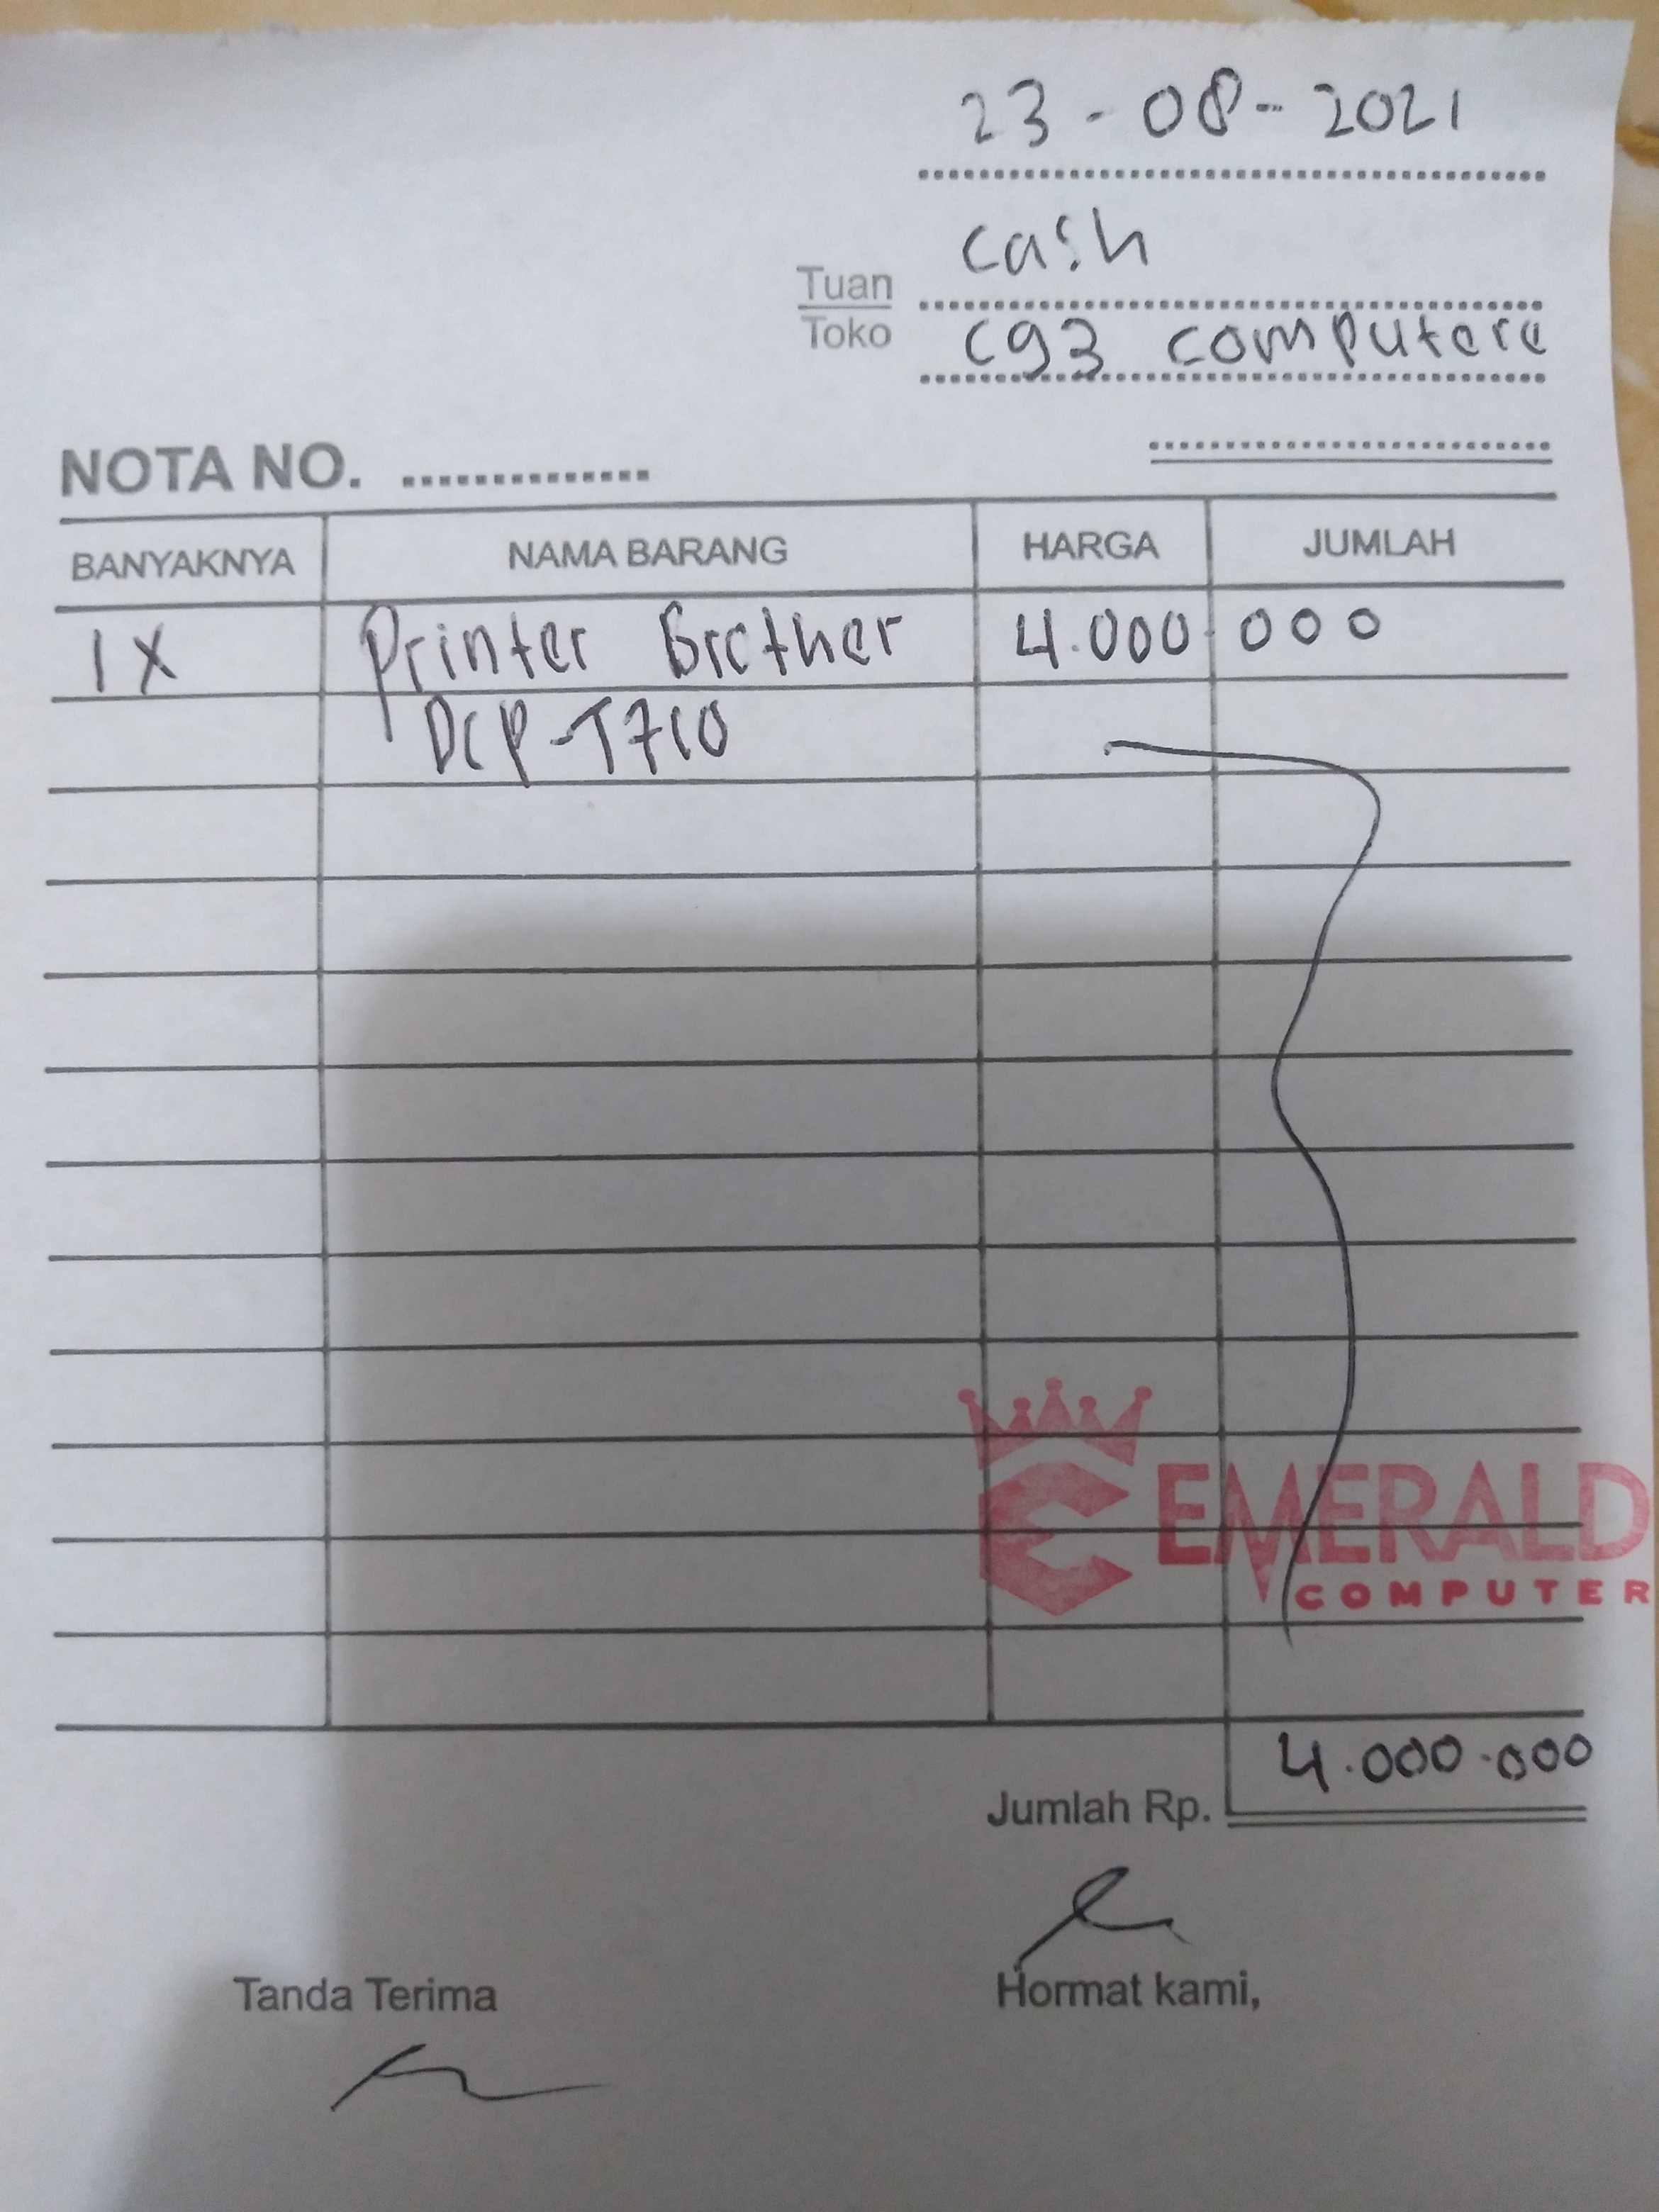 23-08-2021
Tuan cash
Toko cg3 computere
NOTA NO. ..............
BANYAKNYA NAMA BARANG HARGA JUMLAH
1X Printer Brother 4.000.000
DCP-T710
EMERALD
COMPUTER
Jumlah Rp. 4.000.000
Tanda Terima Hormat kami,